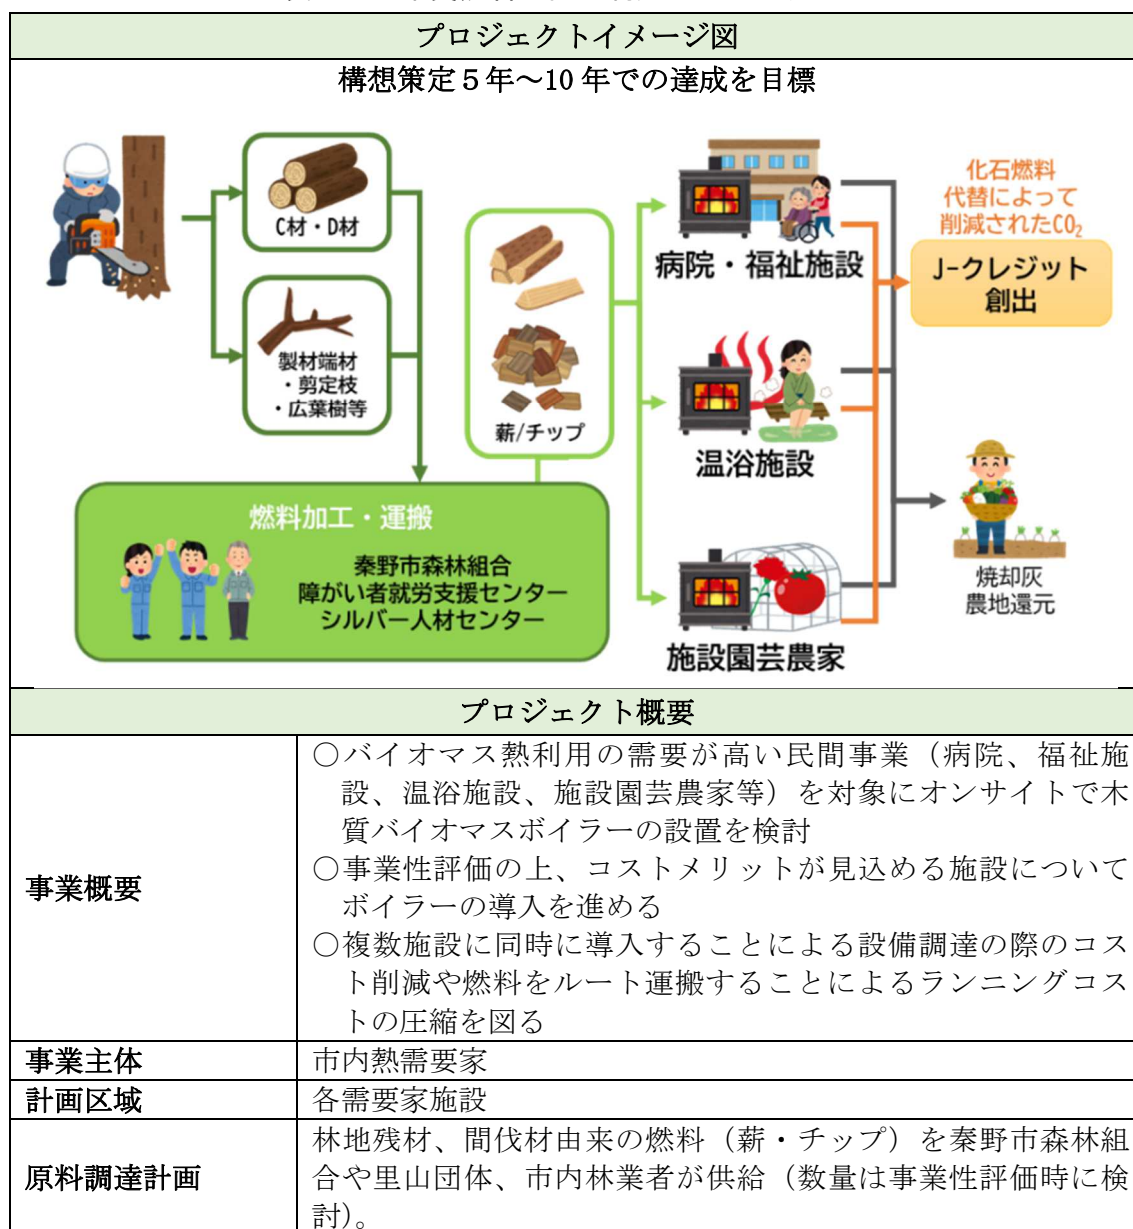 プロジェクトイメージ図
構想策定５年～10年での達成を目標
C材・D材
製材端材
・剪定枝
・広葉樹等
薪/チップ
燃料加工・運搬
秦野市森林組合
障がい者就労支援センター
シルバー人材センター
病院・福祉施設
温浴施設
施設園芸農家
化石燃料
代替によって
削減されたCO₂
J-クレジット
創出
焼却灰
農地還元
プロジェクト概要
事業概要
○バイオマス熱利用の需要が高い民間事業（病院、福祉施
設、温浴施設、施設園芸農家等）を対象にオンサイトで木
質バイオマスボイラーの設置を検討
○事業性評価の上、コストメリットが見込める施設について
ボイラーの導入を進める
○複数施設に同時に導入することによる設備調達の際のコス
ト削減や燃料をルート運搬することによるランニングコス
トの圧縮を図る
事業主体
市内熱需要家
計画区域
各需要家施設
原料調達計画
林地残材、間伐材由来の燃料（薪・チップ）を秦野市森林組
合や里山団体、市内林業者が供給（数量は事業性評価時に検
討）。